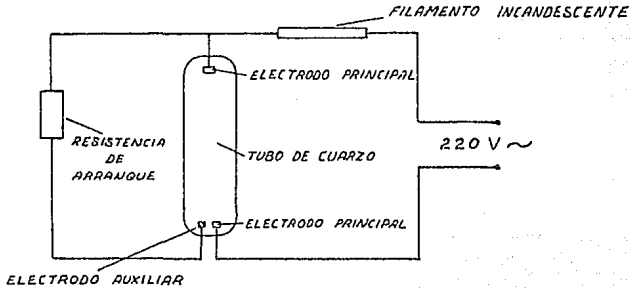 FILAMENTO INCANDESCENTE
ELECTRODO PRINCIPAL
RESISTENCIA
DE
ARRANQUE
TUBO DE CUARZO
220 V ~
ELECTRODO PRINCIPAL
ELECTRODO AUXILIAR